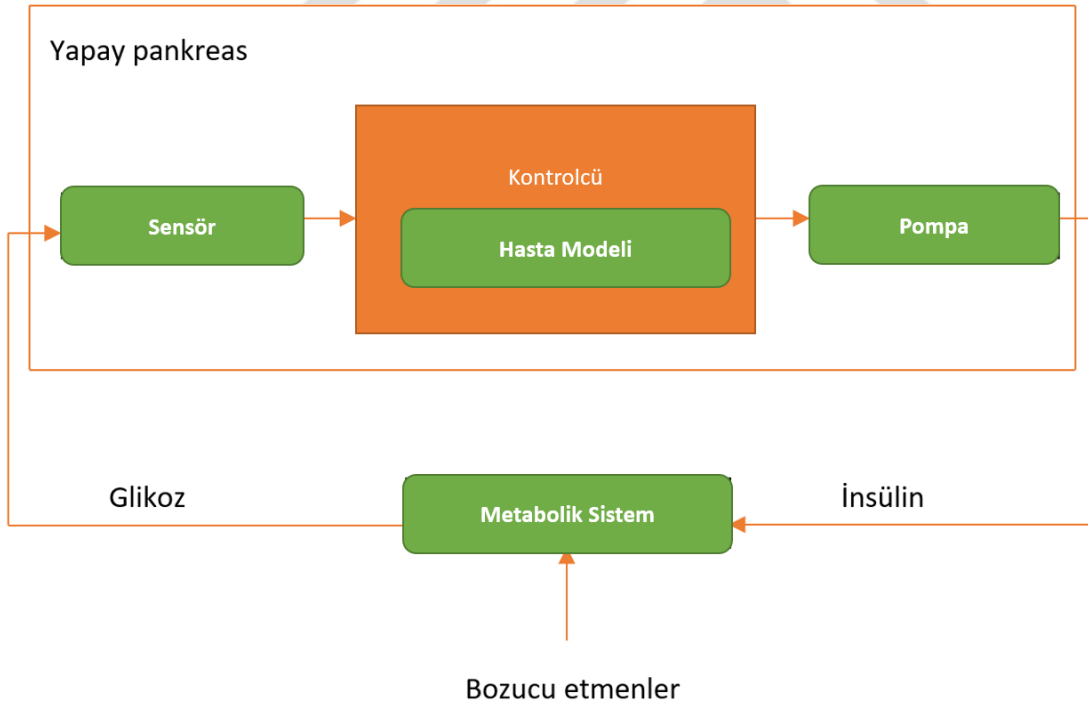 Yapay pankreas
Kontrolcü
Sensör
Hasta Modeli
Pompa
Glikoz
Metabolik Sistem
İnsülin
Bozucu etmenler